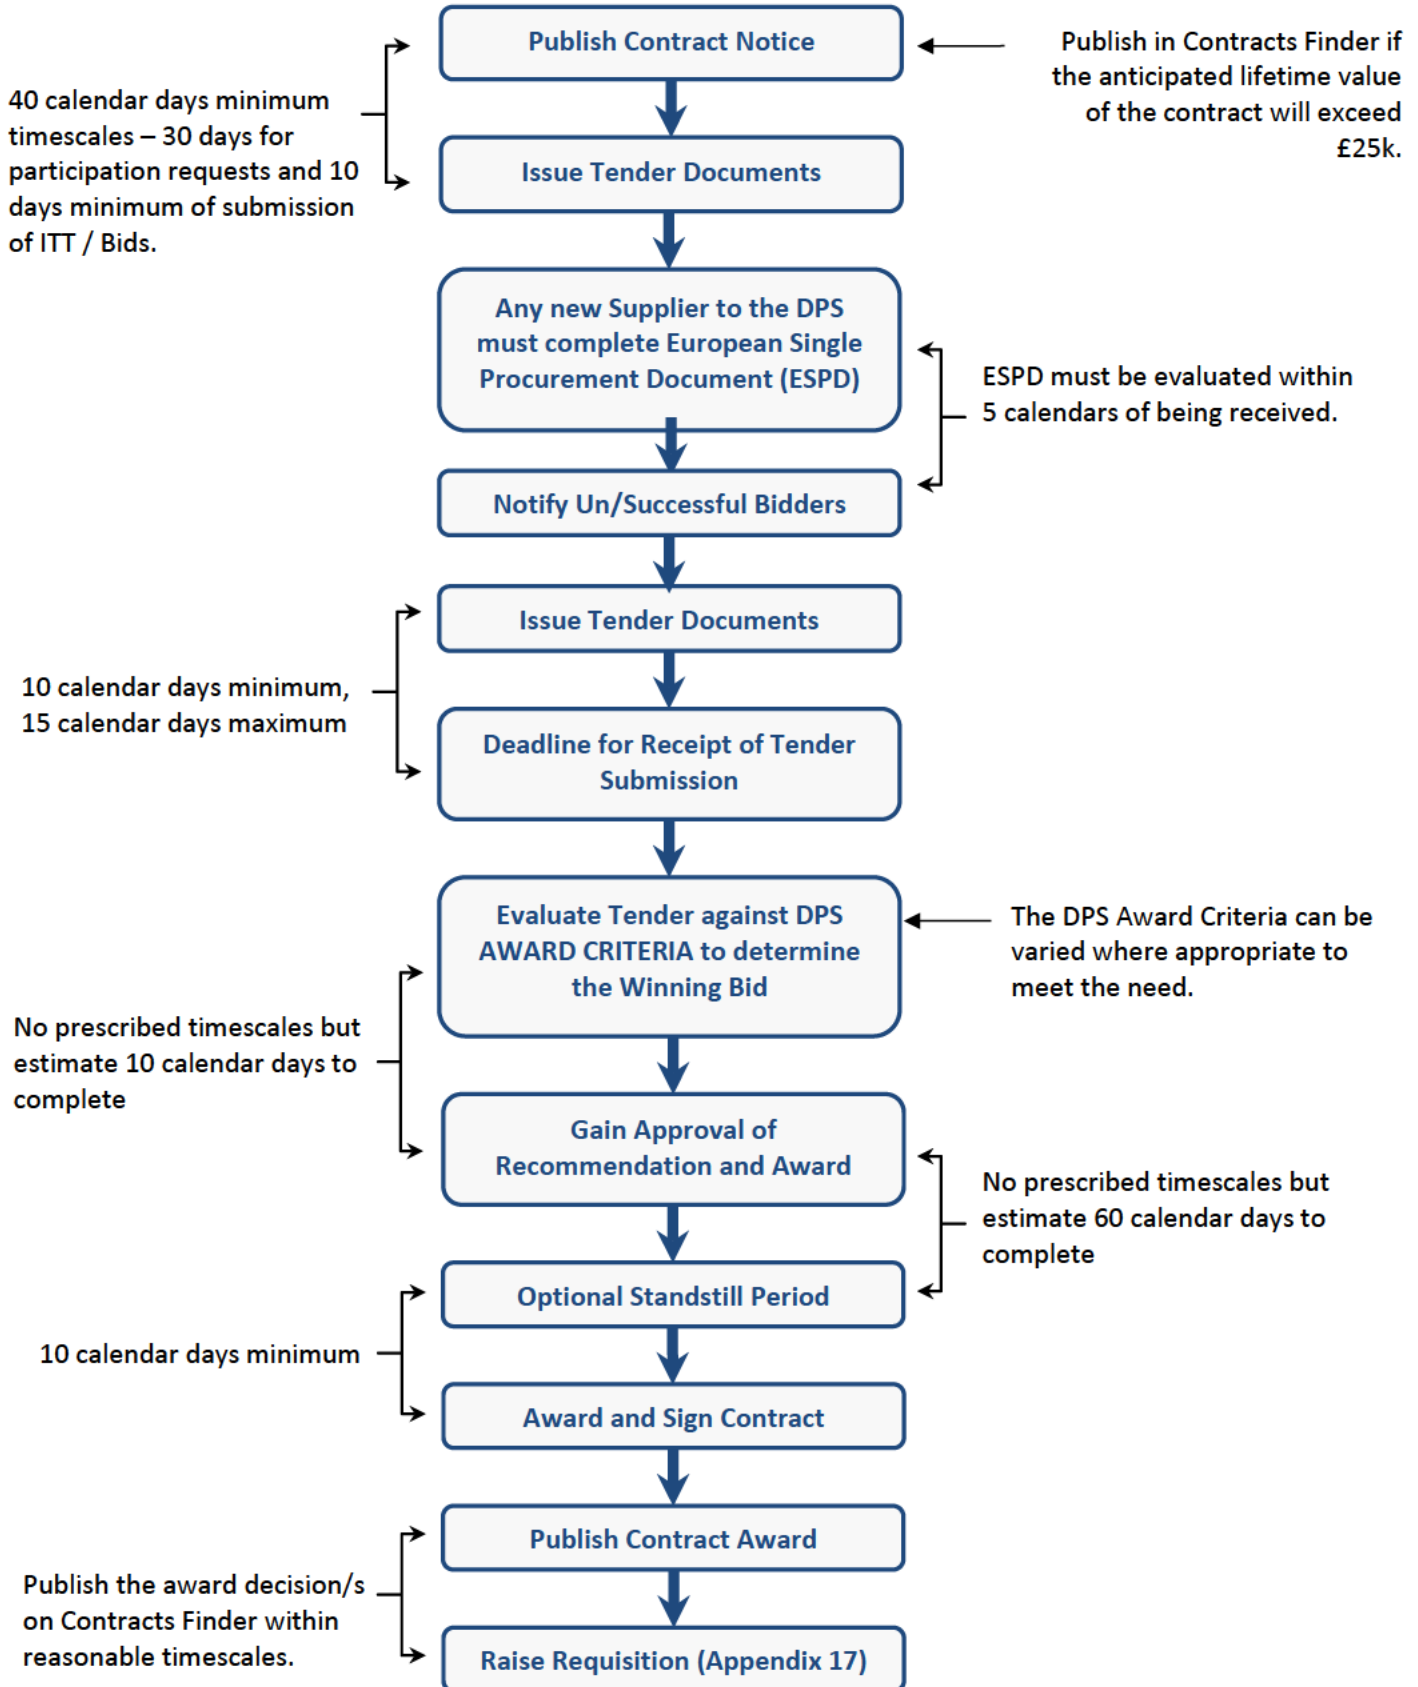 Publish Contract Notice
Publish in Contracts Finder if
the anticipated lifetime value
of the contract will exceed
£25k.
40 calendar days minimum
timescales – 30 days for
participation requests and 10
days minimum of submission
of ITT / Bids.
Issue Tender Documents
Any new Supplier to the DPS
must complete European Single
Procurement Document (ESPD)
ESPD must be evaluated within
5 calendars of being received.
Notify Un/Successful Bidders
Issue Tender Documents
10 calendar days minimum,
15 calendar days maximum
Deadline for Receipt of Tender
Submission
Evaluate Tender against DPS
AWARD CRITERIA to determine
the Winning Bid
The DPS Award Criteria can be
varied where appropriate to
meet the need.
No prescribed timescales but
estimate 10 calendar days to
complete
Gain Approval of
Recommendation and Award
No prescribed timescales but
estimate 60 calendar days to
complete
Optional Standstill Period
10 calendar days minimum
Award and Sign Contract
Publish Contract Award
Publish the award decision/s
on Contracts Finder within
reasonable timescales.
Raise Requisition (Appendix 17)